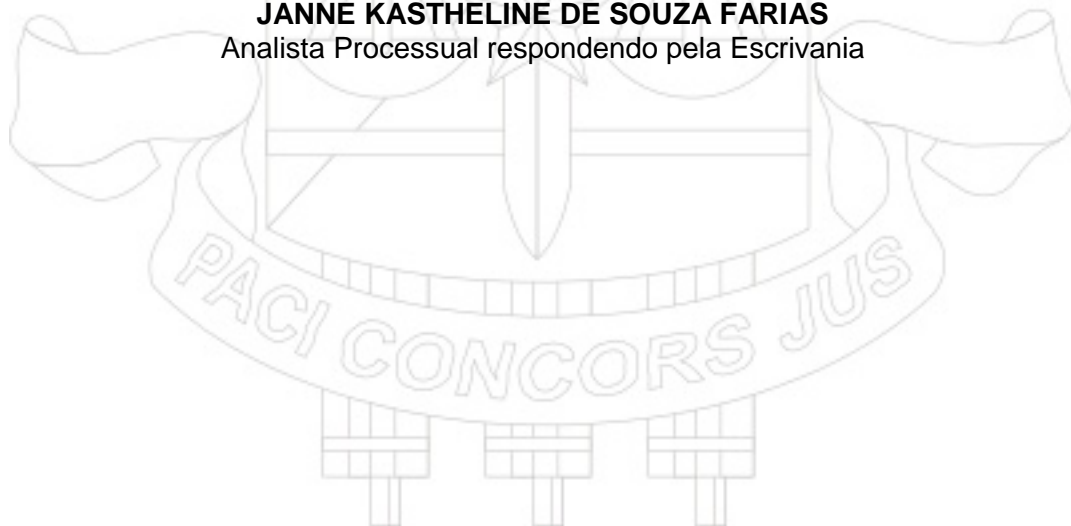 JANNE KASTHELINE DE SOUZA FARIAS
Analista Processual respondendo pela Escrivania
PACI CONCORS JUS